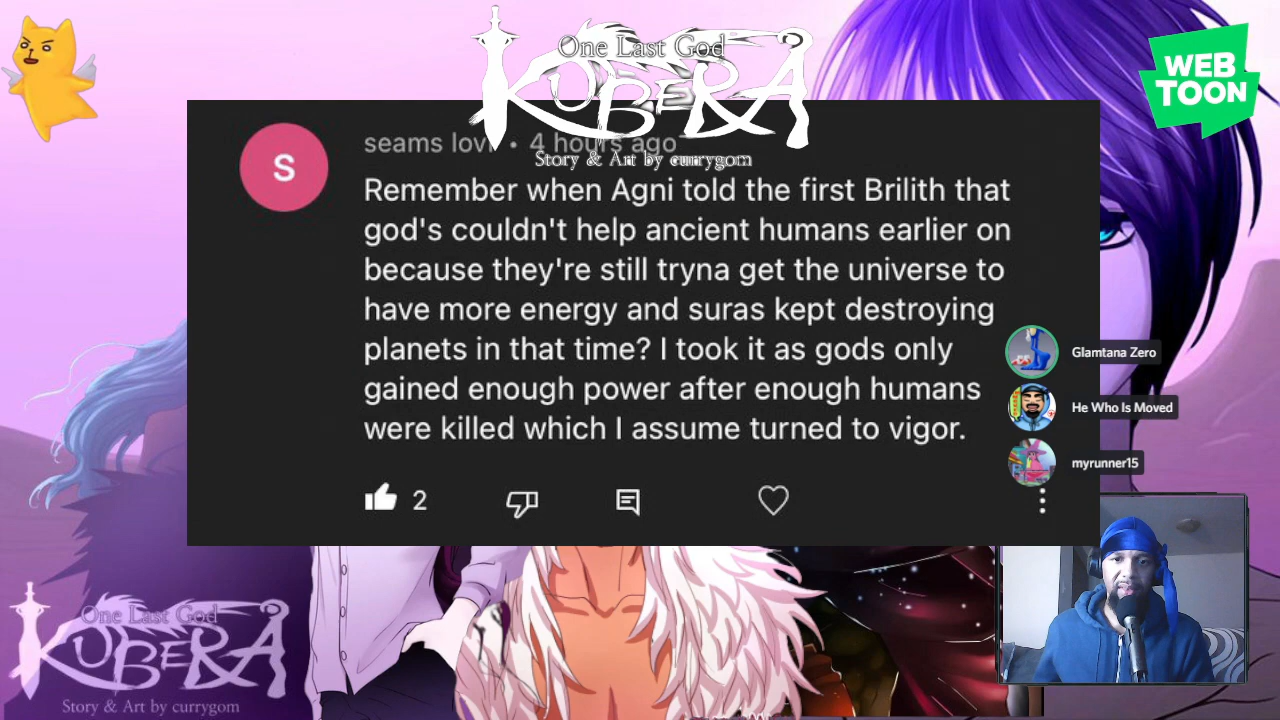 One Last God
KUBERA
Story & Art by currygom
WEB
TOON
S
seams lovi • 4 hours ago
Remember when Agni told the first Brilith that
god's couldn't help ancient humans earlier on
because they're still tryna get the universe to
have more energy and suras kept destroying
planets in that time? I took it as gods only
gained enough power after enough humans
were killed which I assume turned to vigor.
2
Glamtana Zero
He Who Is Moved
myrunner15
One Last God
KUBERA
Story & Art by currygom